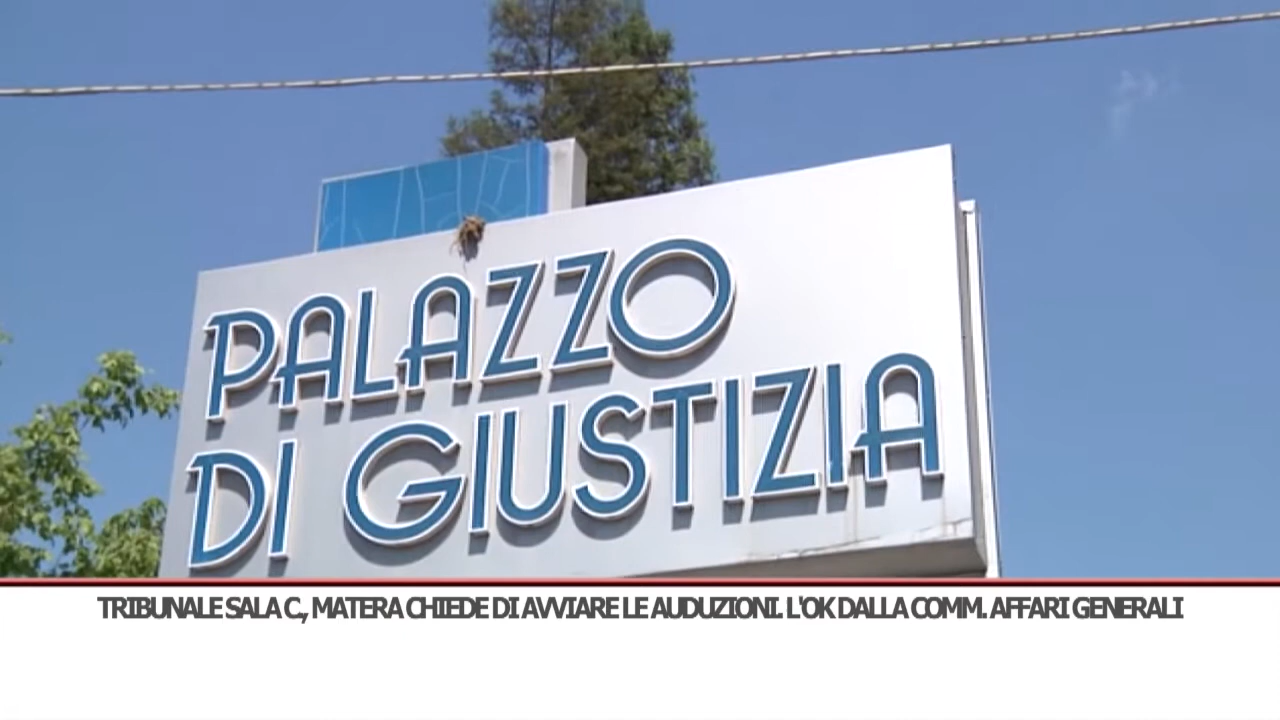 PALAZZO
DI GIUSTIZIA
TRIBUNALE SALA C., MATERA CHIEDE DI AVVIARE LE AUDUZIONI. L'OK DALLA COMM. AFFARI GENERALI